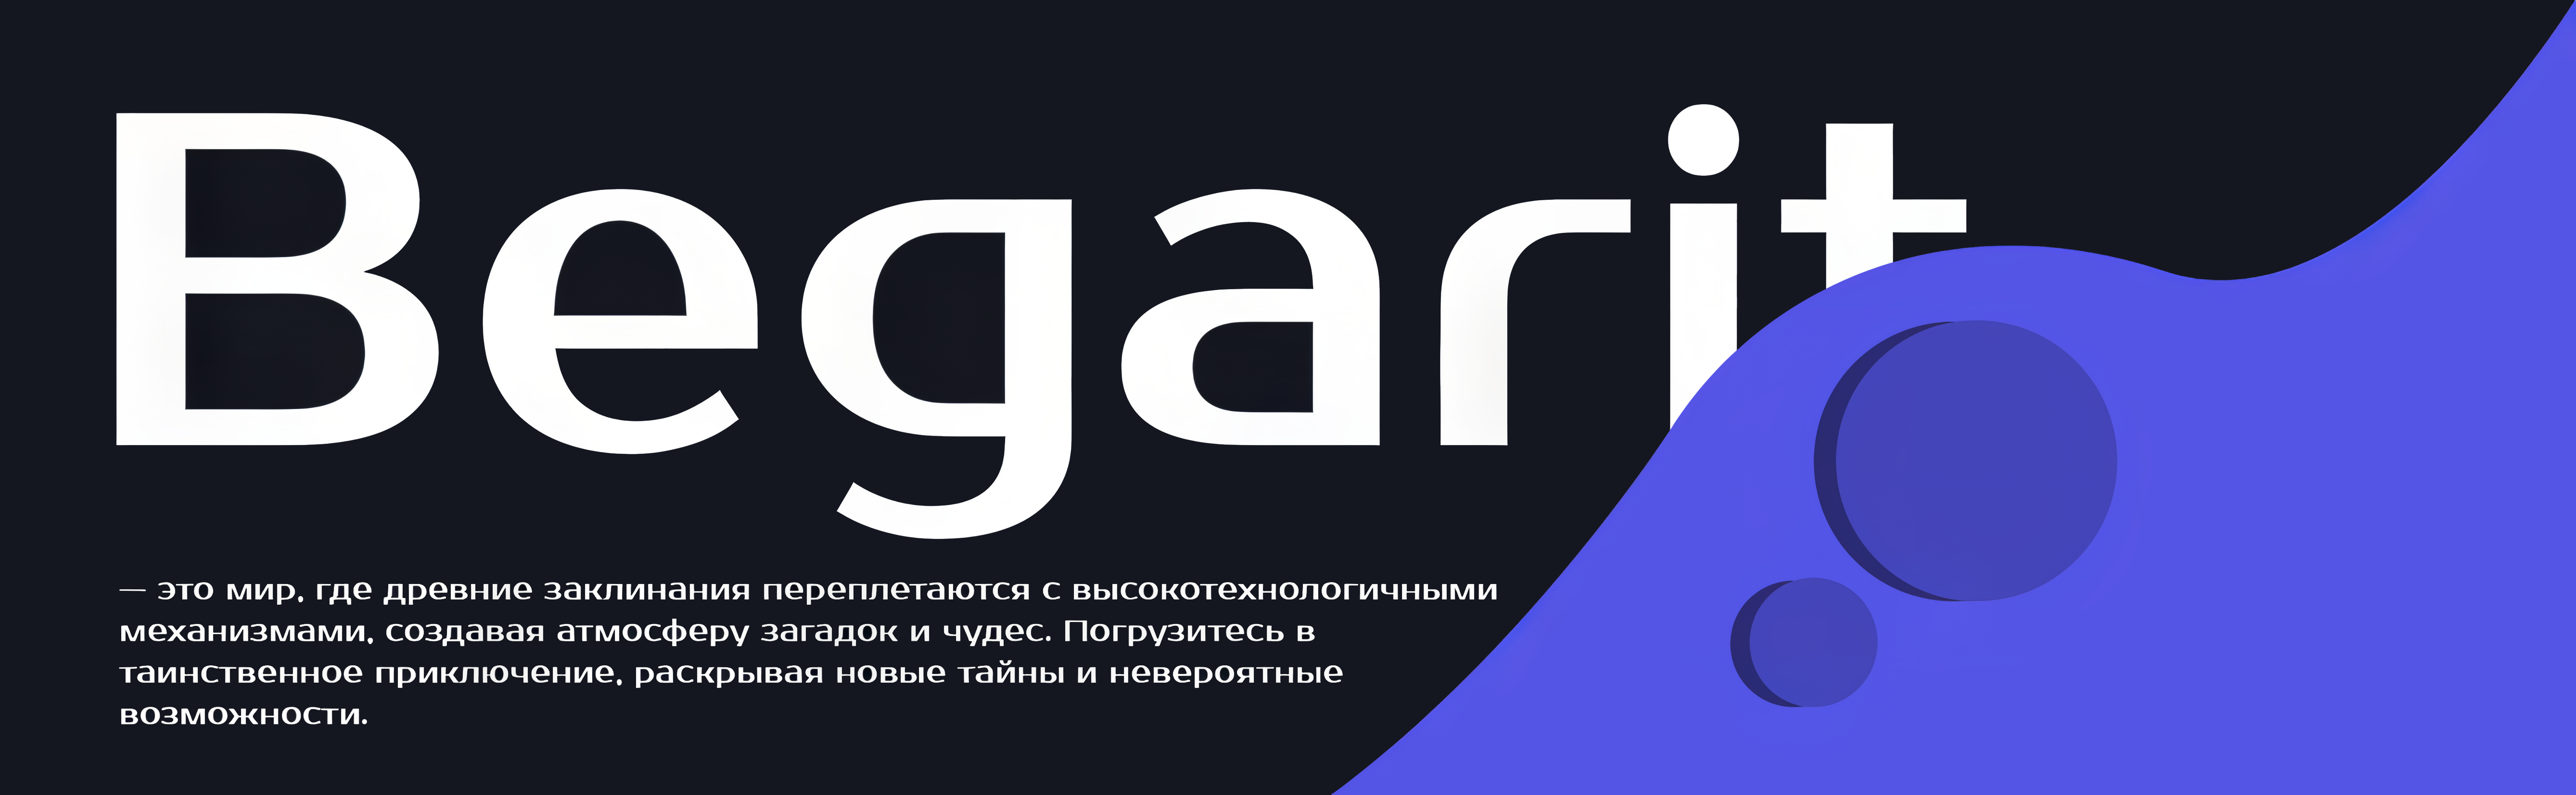 Begarit
— это мир, где древние заклинания переплетаются с высокотехнологичными
механизмами, создавая атмосферу загадок и чудес. Погрузитесь в
таинственное приключение, раскрывая новые тайны и невероятные
возможности.